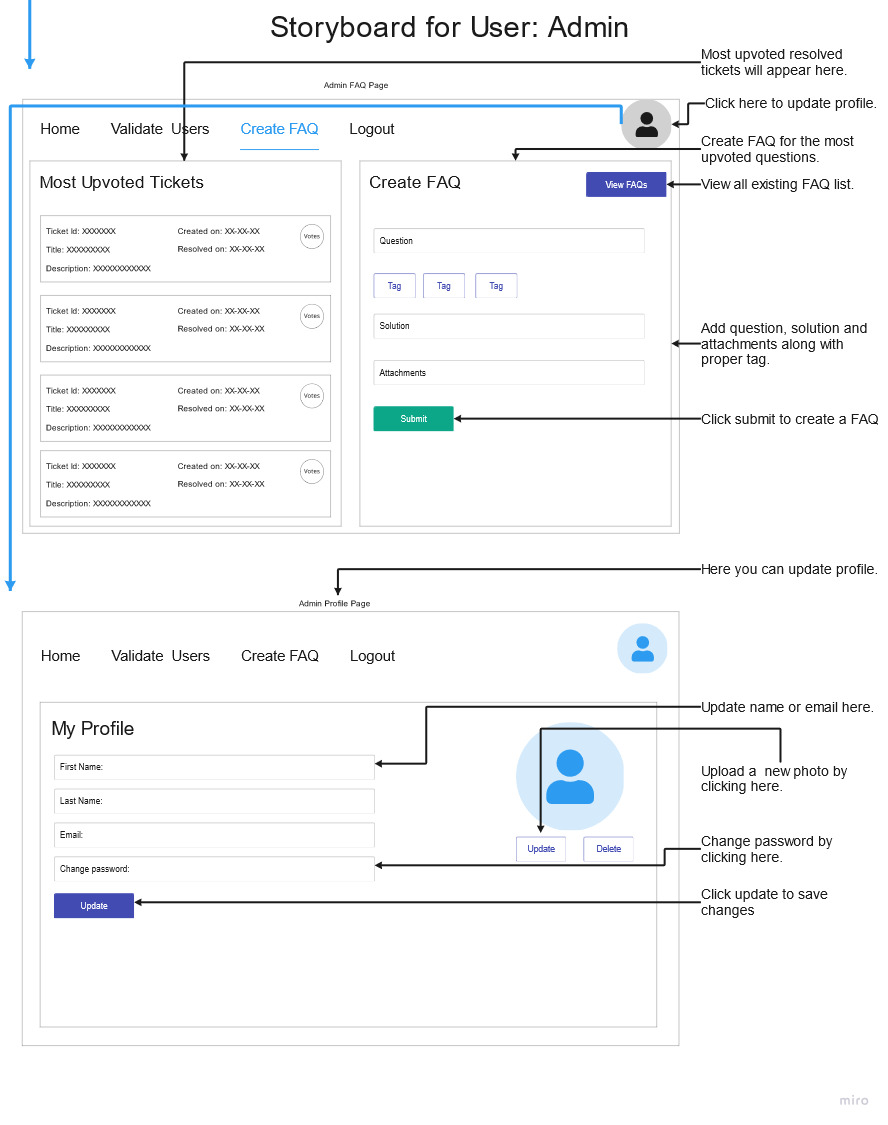 Storyboard for User: Admin
Most upvoted resolved
tickets will appear here.
Admin FAQ Page
Click here to update profile.
Home Validate Users Create FAQ Logout
Create FAQ for the most
upvoted questions.
Most Upvoted Tickets
Ticket Id: XXXXXXX Created on: XX-XX-XX
Votes
Title: XXXXXXXXX Resolved on: XX-XX-XX
Description: XXXXXXXXXXXX
Ticket Id: XXXXXXX Created on: XX-XX-XX
Votes
Title: XXXXXXXXX Resolved on: XX-XX-XX
Description: XXXXXXXXXXXX
Ticket Id: XXXXXXX Created on: XX-XX-XX
Votes
Title: XXXXXXXXX Resolved on: XX-XX-XX
Description: XXXXXXXXXXXX
Ticket Id: XXXXXXX Created on: XX-XX-XX
Votes
Title: XXXXXXXXX Resolved on: XX-XX-XX
Description: XXXXXXXXXXXX
Create FAQ
View FAQs
View all existing FAQ list.
Question
Tag Tag Tag
Solution
Attachments
Add question, solution and
attachments along with
proper tag.
Submit
Click submit to create a FAQ
Here you can update profile.
Admin Profile Page
Home Validate Users Create FAQ Logout
My Profile
First Name:
Last Name:
Email:
Change password:
Update
Update Delete
Update name or email here.
Upload a new photo by
clicking here.
Change password by
clicking here.
Click update to save
changes
miro